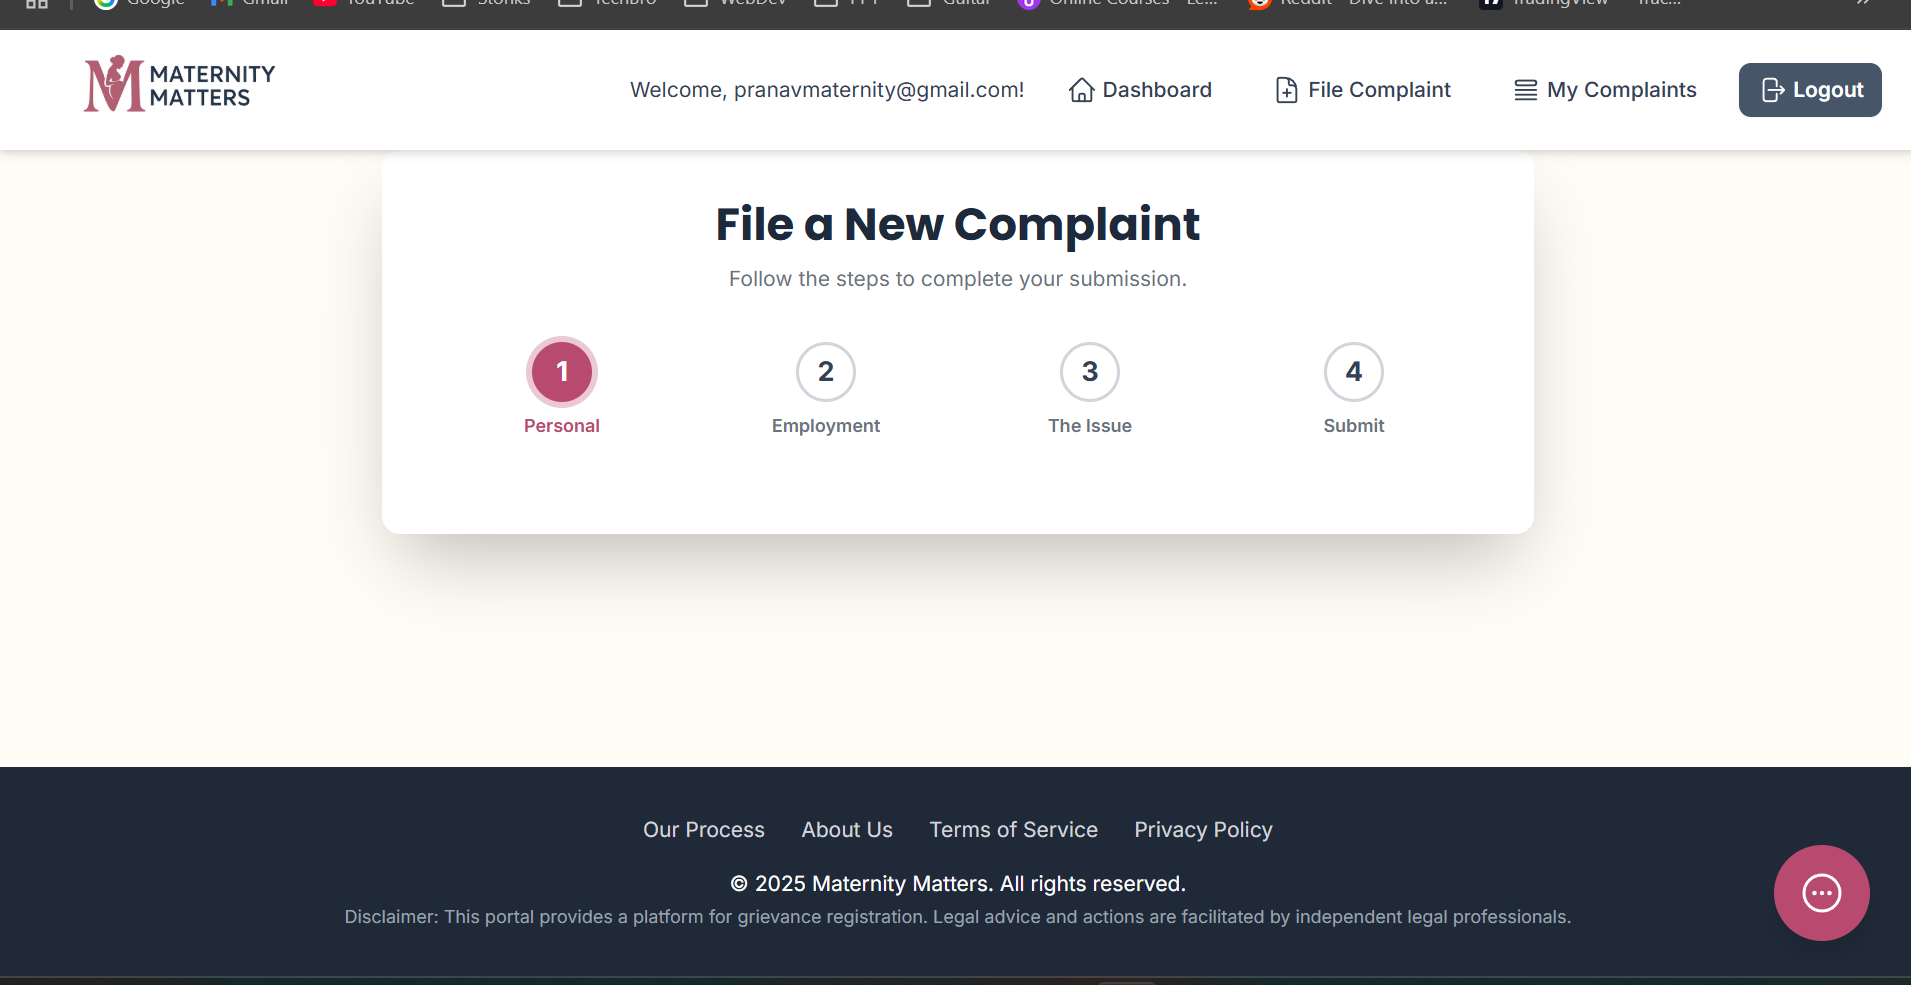 Google Gmail YouTube Stonks TechBro WebDev Guitar Online Courses - Le... Reddit - Dive into a... TradingView - Trac...
MATERNITY
MATTERS
Welcome, pranavmaternity@gmail.com!
Dashboard
File Complaint
My Complaints
Logout
File a New Complaint
Follow the steps to complete your submission.
1 2 3 4
Personal Employment The Issue Submit
Our Process About Us Terms of Service Privacy Policy
© 2025 Maternity Matters. All rights reserved.
Disclaimer: This portal provides a platform for grievance registration. Legal advice and actions are facilitated by independent legal professionals.